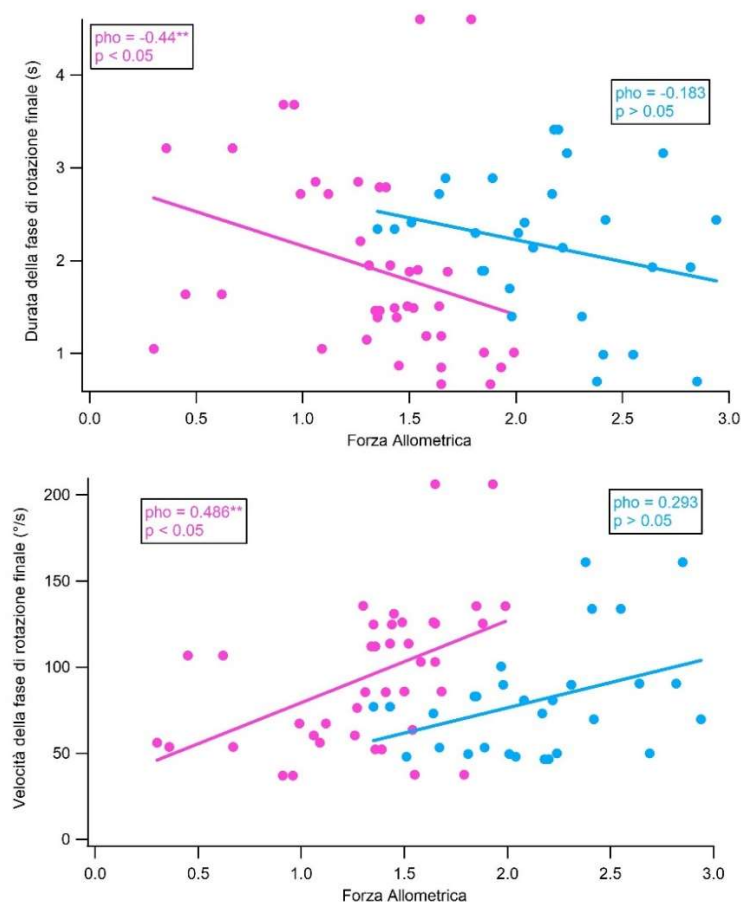 pho = -0.44**
p < 0.05
pho = -0.183
p > 0.05
Durata della fase di rotazione finale (s)
4
3
2
1
0.0 0.5 1.0 1.5 2.0 2.5 3.0
Forza Allometrica
pho = 0.486**
p < 0.05
pho = 0.293
p > 0.05
Velocità della fase di rotazione finale (°/s)
200
150
100
50
0
0.0 0.5 1.0 1.5 2.0 2.5 3.0
Forza Allometrica